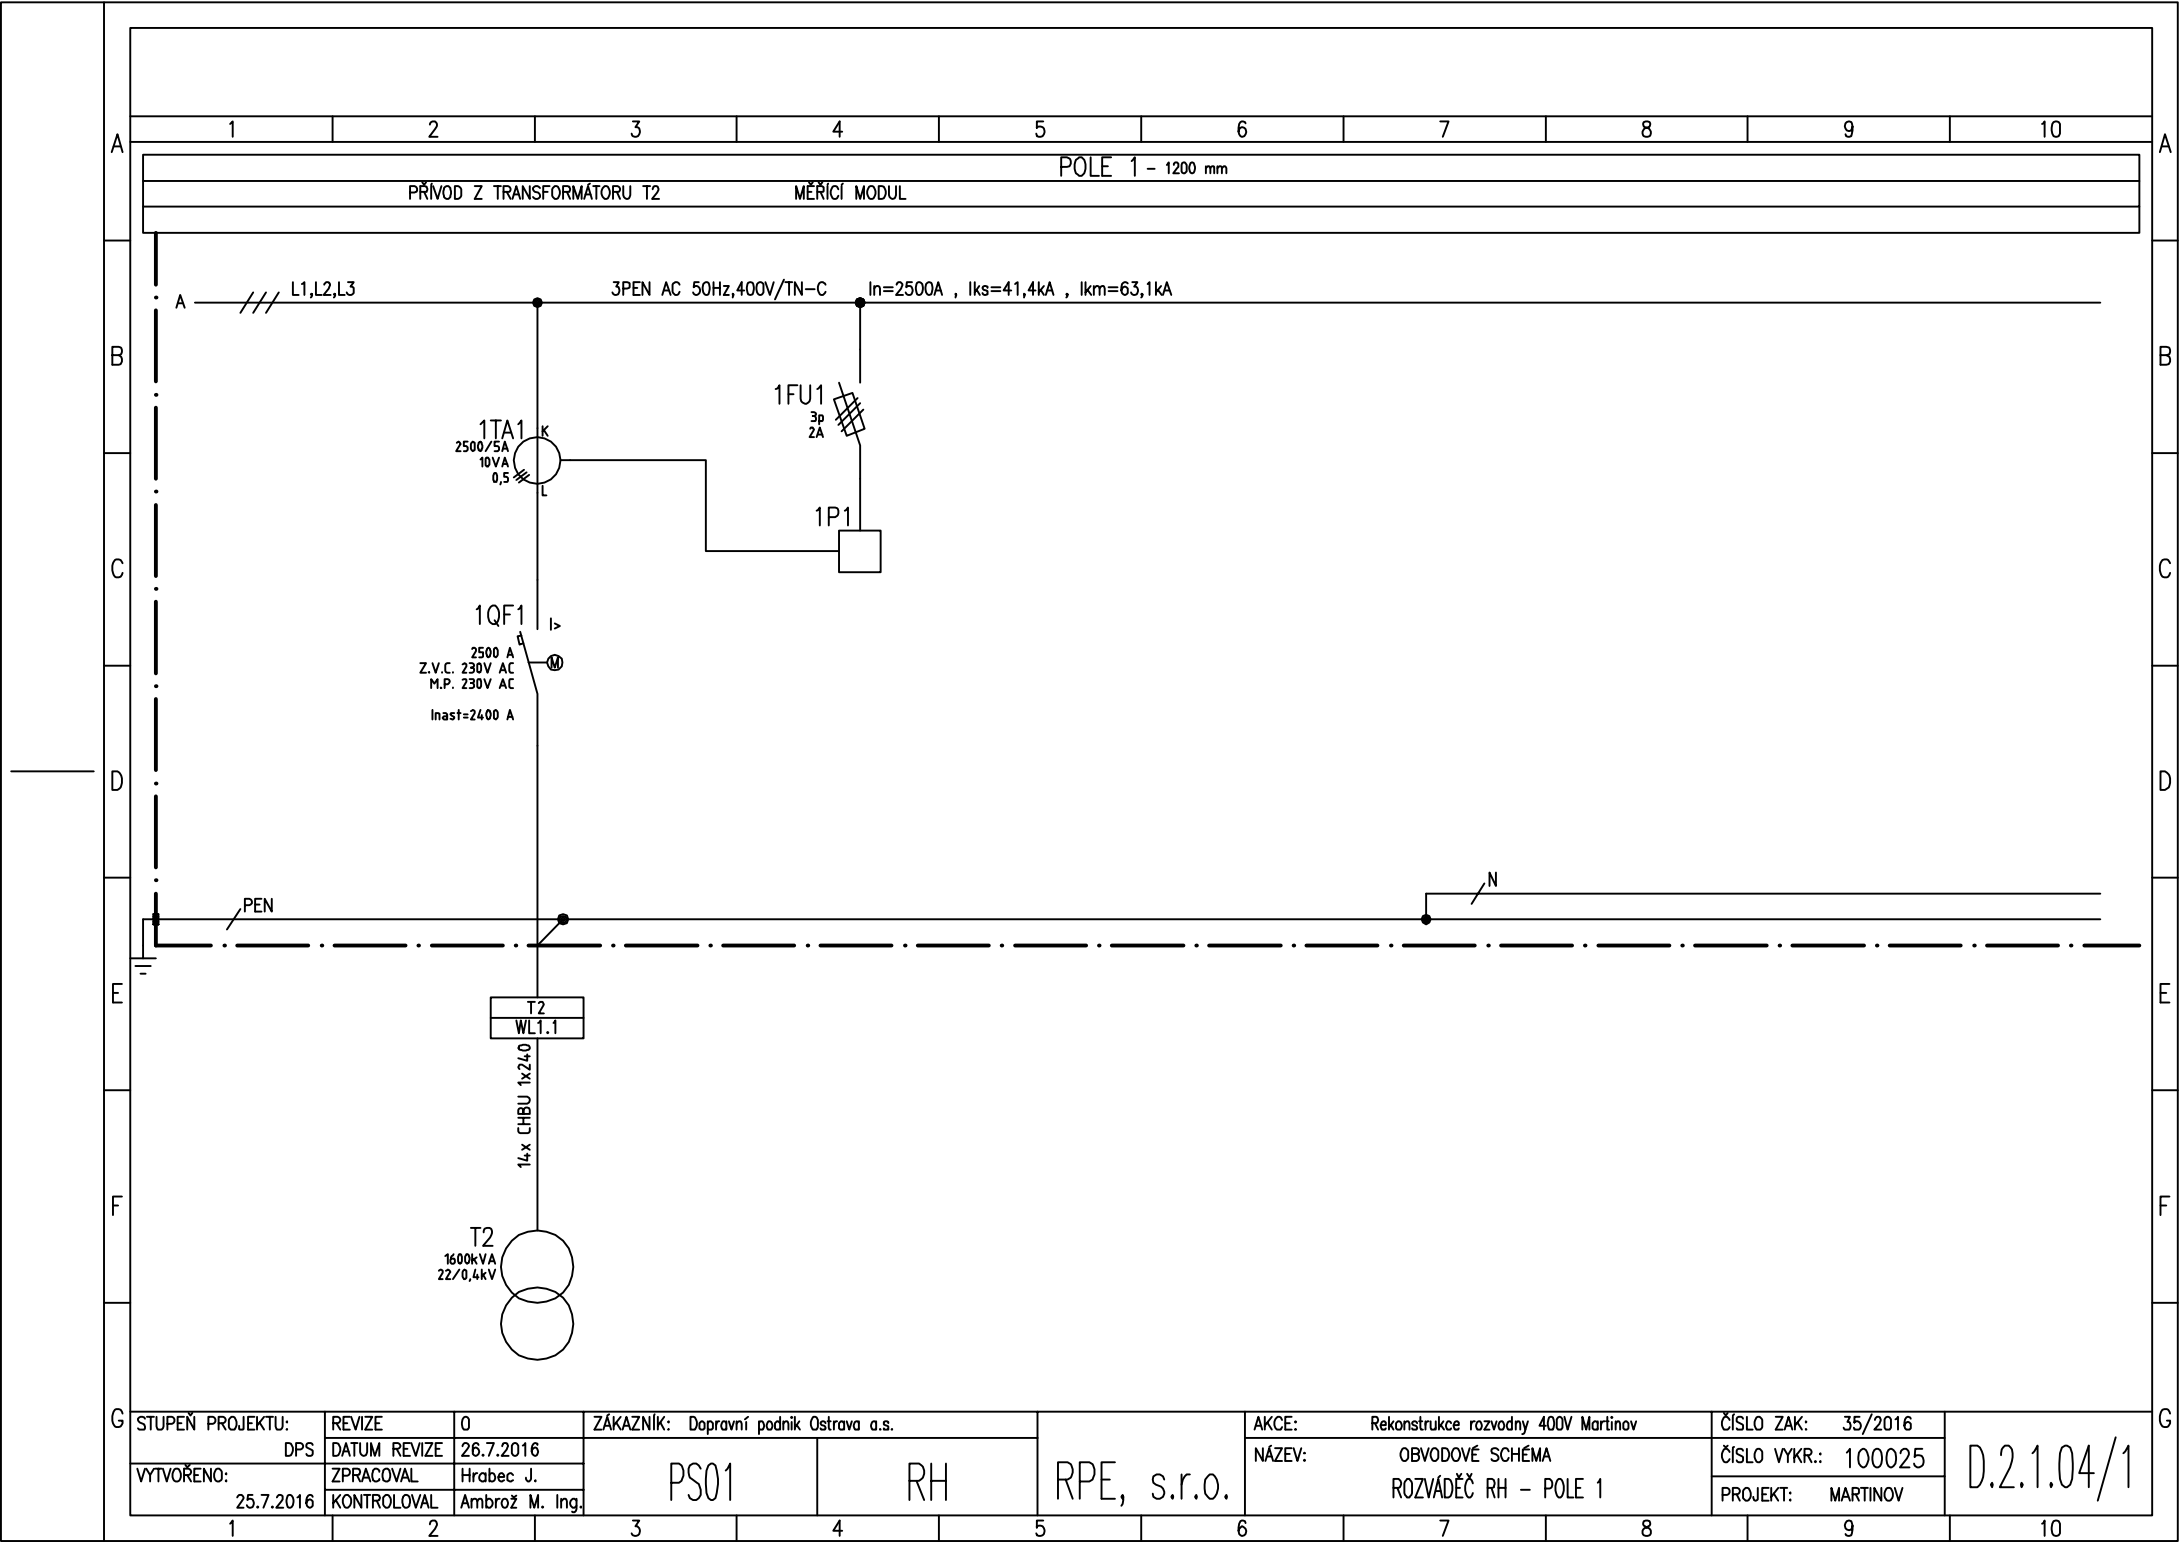 1 2 3 4 5 6 7 8 9 10
A A
POLE 1 - 1200 mm
PŘÍVOD Z TRANSFORMÁTORU T2 MĚŘÍCÍ MODUL
A L1,L2,L3 3PEN AC 50Hz,400V/TN-C In=2500A , Iks=41,4kA , Ikm=63,1kA
B B
1FU1
3p
2A
1TA1 K
2500/5A
10VA
0,5
L
1P1
C C
1QF1 I>
2500 A
M
Z.V.C. 230V AC
M.P. 230V AC
Inast=2400 A
D D
N
PEN
E E
T2
WL1.1
14x CHBU 1x240
F F
T2
1600kVA
22/0,4kV
G G
STUPEŇ PROJEKTU: DPS
VYTVOŘENO: 25.7.2016
REVIZE 0
DATUM REVIZE 26.7.2016
ZPRACOVAL Hrabec J.
KONTROLOVAL Ambrož M. Ing.
ZÁKAZNÍK: Dopravní podnik Ostrava a.s.
PS01 RH
RPE, s.r.o.
AKCE: Rekonstrukce rozvodny 400V Martinov
NÁZEV: OBVODOVÉ SCHÉMA
ROZVÁDĚČ RH - POLE 1
ČÍSLO ZAK: 35/2016
ČÍSLO VYKR.: 100025
PROJEKT: MARTINOV
D.2.1.04/1
1 2 3 4 5 6 7 8 9 10